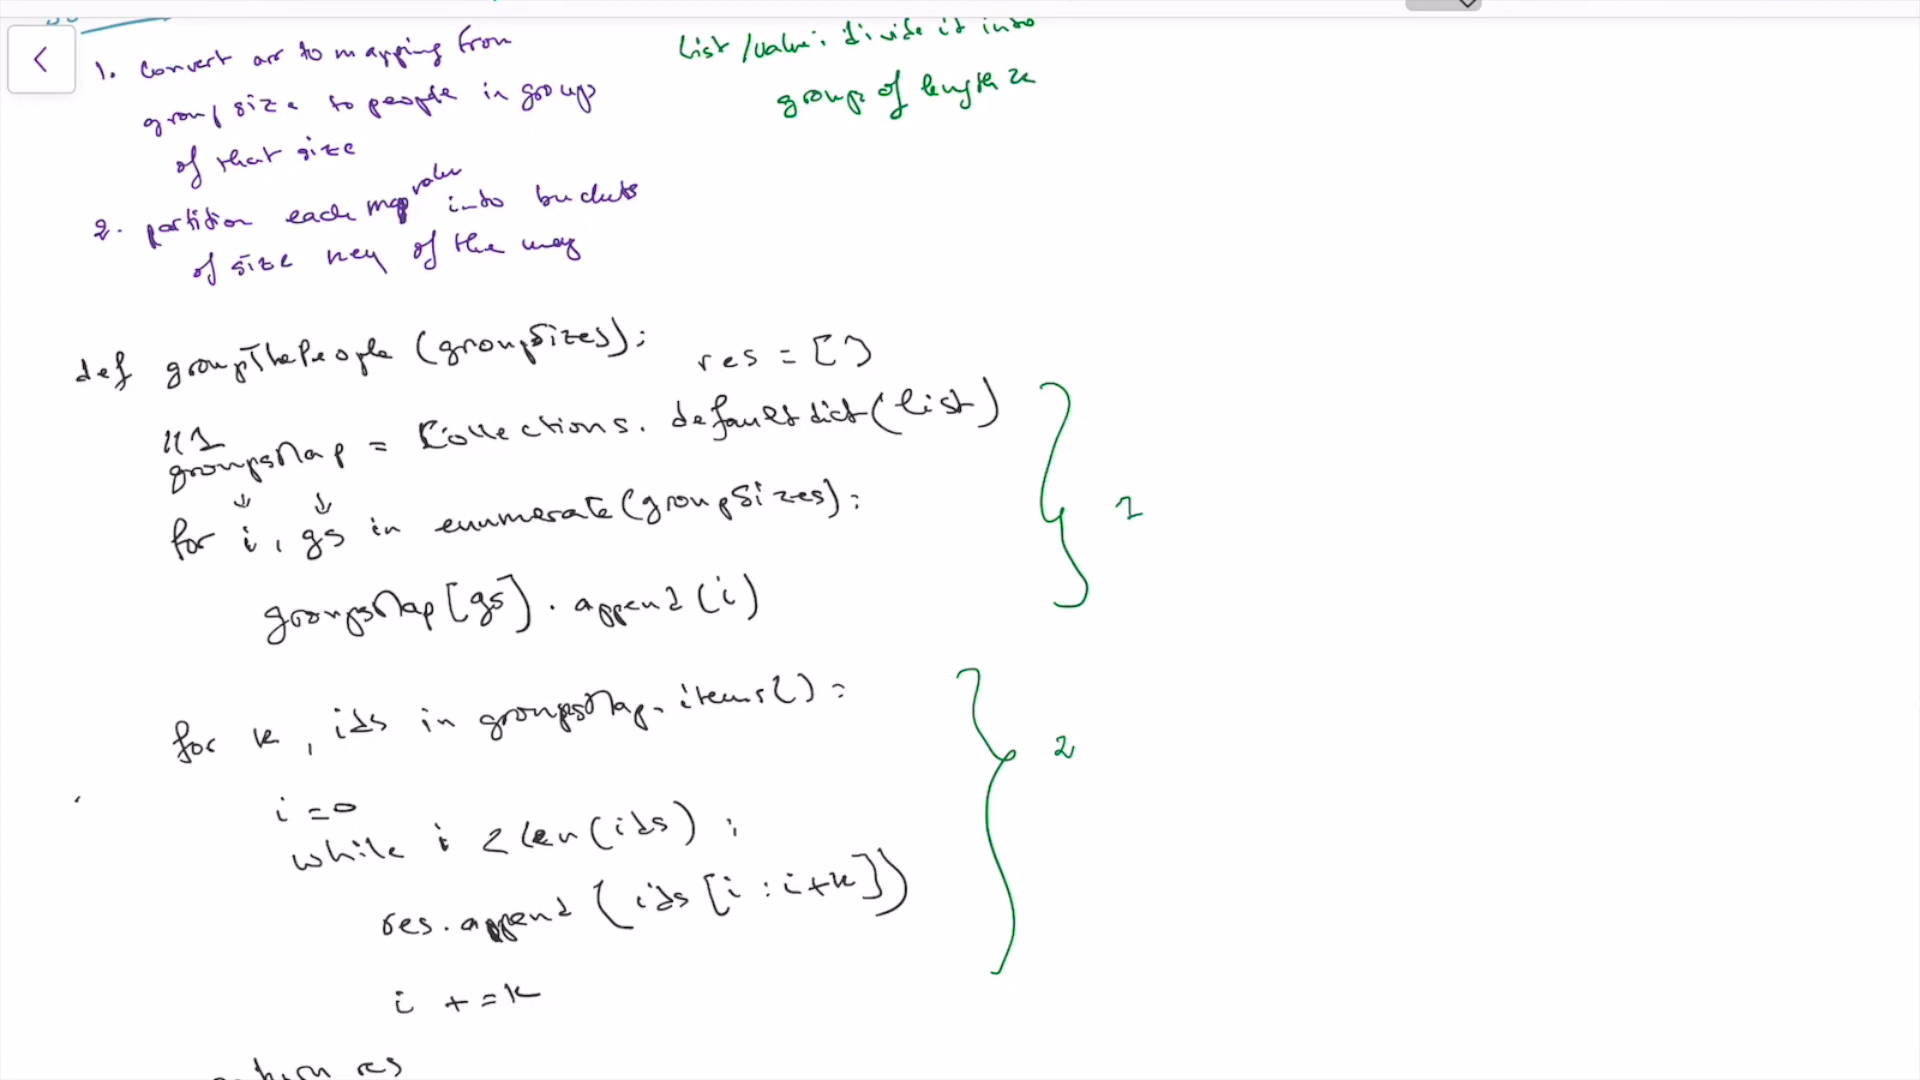 1. convert arr to mapping from
group size to people in groups
of that size
2. partition each map value into buckets
of size key of the map
list/value: divide it into
group of length k
def groupThePeople (groupSizes):
res = []
#1
groupsMap = Collections.defaultdict(list)
for i, gs in enumerate(groupSizes):
groupsMap[gs].append(i)
1
for k, ids in groupsMap.items():
i = 0
while i < len(ids):
res.append(ids[i : i+k])
i += k
2
res